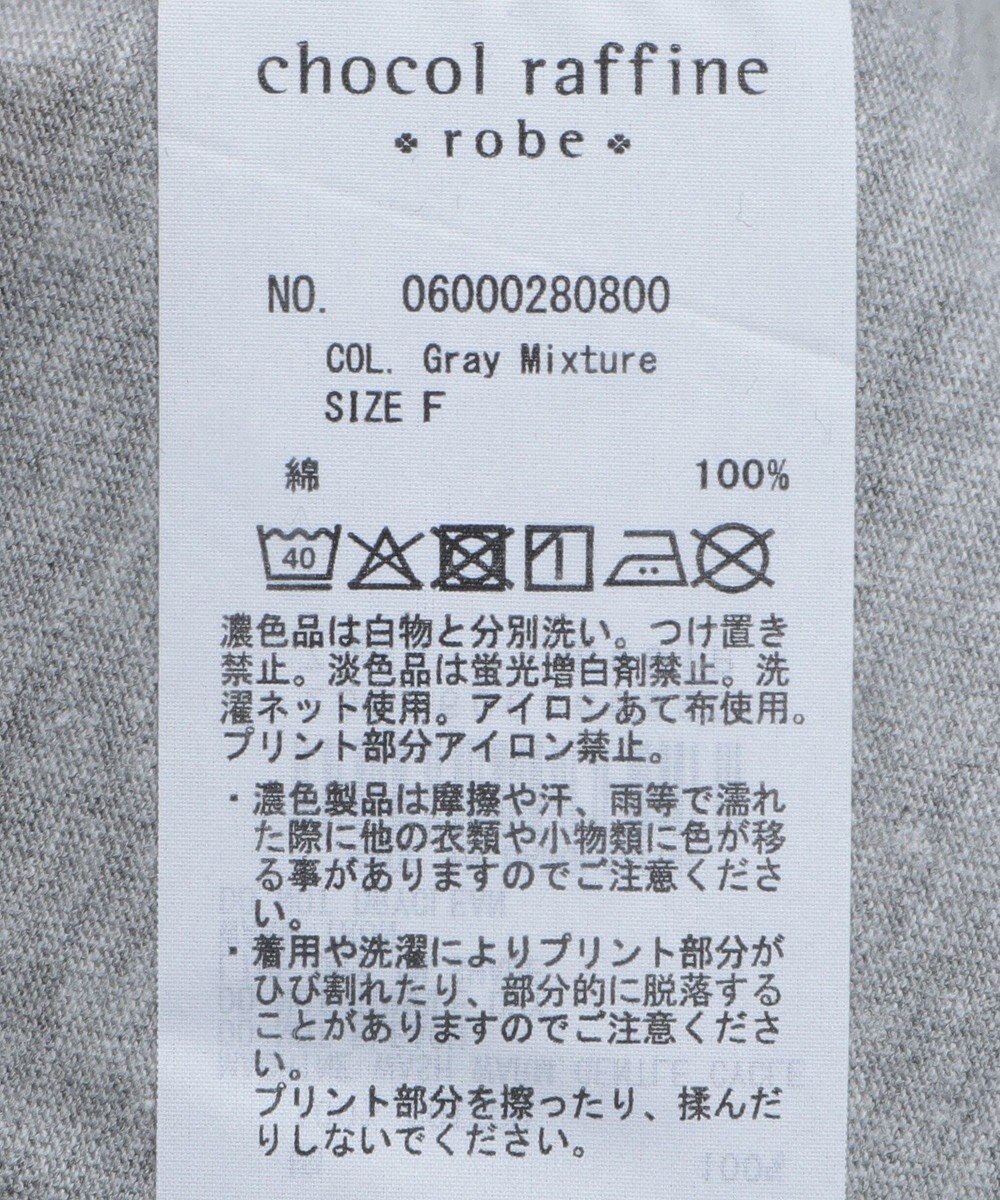 chocol raffine
robe
NO. 06000280800
COL. Gray Mixture
SIZE F
綿 100%
40
濃色品は白物と分別洗い。つけ置き
禁止。淡色品は蛍光増白剤禁止。洗
濯ネット使用。アイロンあて布使用。
プリント部分アイロン禁止。
・濃色製品は摩擦や汗、雨等で濡れ
た際に他の衣類や小物類に色が移
る事がありますのでご注意くださ
い。
・着用や洗濯によりプリント部分が
ひび割れたり、部分的に脱落する
ことがありますのでご注意くださ
い。
プリント部分を擦ったり、揉んだ
りしないでください。